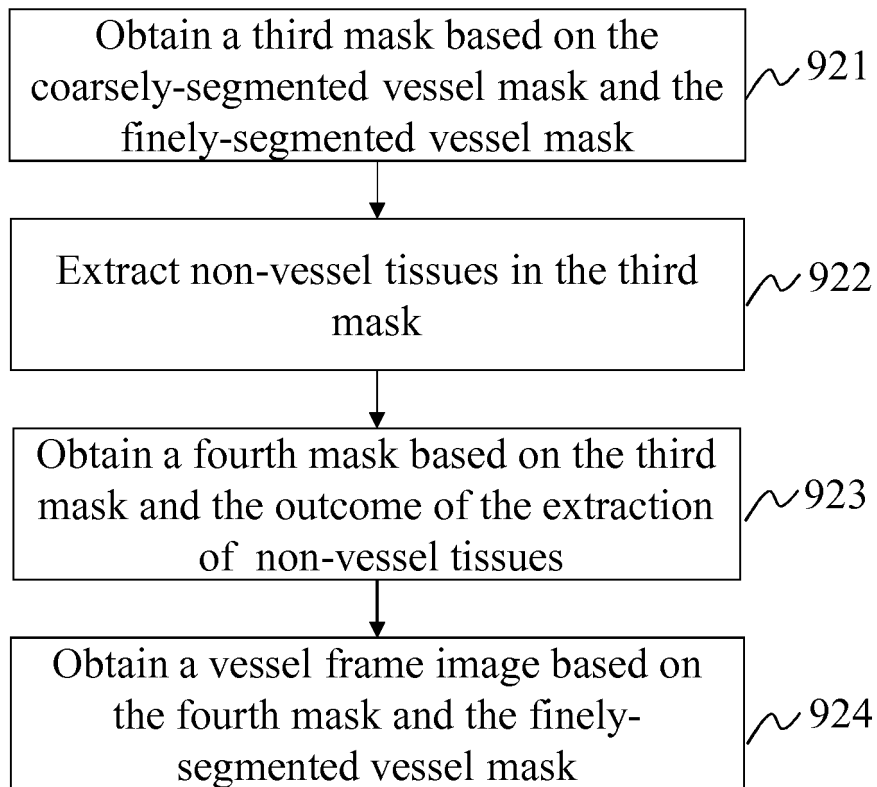 Obtain a third mask based on the
coarsely-segmented vessel mask and the
finely-segmented vessel mask
921
Extract non-vessel tissues in the third
mask
922
Obtain a fourth mask based on the third
mask and the outcome of the extraction
of non-vessel tissues
923
Obtain a vessel frame image based on
the fourth mask and the finely-
segmented vessel mask
924